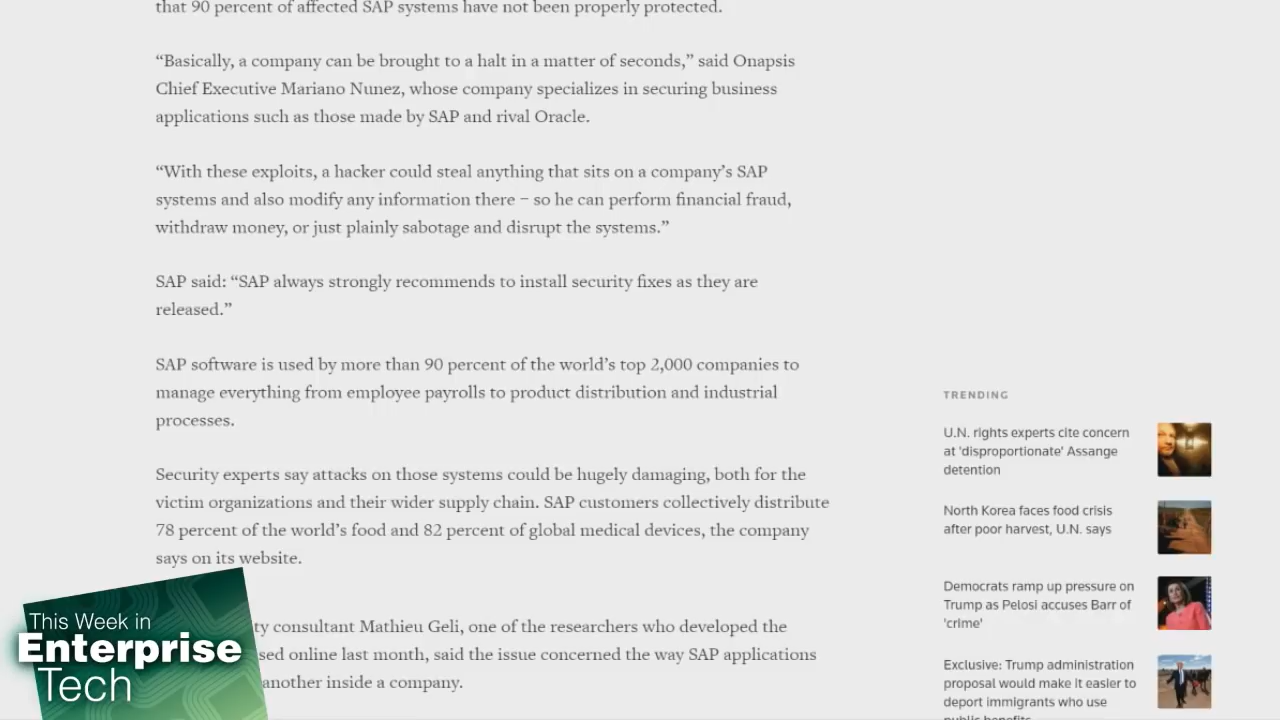 that 90 percent of affected SAP systems have not been properly protected.
“Basically, a company can be brought to a halt in a matter of seconds,” said Onapsis
Chief Executive Mariano Nunez, whose company specializes in securing business
applications such as those made by SAP and rival Oracle.
“With these exploits, a hacker could steal anything that sits on a company’s SAP
systems and also modify any information there – so he can perform financial fraud,
withdraw money, or just plainly sabotage and disrupt the systems.”
SAP said: “SAP always strongly recommends to install security fixes as they are
released.”
SAP software is used by more than 90 percent of the world’s top 2,000 companies to
manage everything from employee payrolls to product distribution and industrial
processes.
Security experts say attacks on those systems could be hugely damaging, both for the
victim organizations and their wider supply chain. SAP customers collectively distribute
78 percent of the world’s food and 82 percent of global medical devices, the company
says on its website.
ty consultant Mathieu Geli, one of the researchers who developed the
sed online last month, said the issue concerned the way SAP applications
another inside a company.
TRENDING
U.N. rights experts cite concern
at 'disproportionate' Assange
detention
North Korea faces food crisis
after poor harvest, U.N. says
Democrats ramp up pressure on
Trump as Pelosi accuses Barr of
'crime'
Exclusive: Trump administration
proposal would make it easier to
deport immigrants who use
public benefits
This Week in
Enterprise
Tech